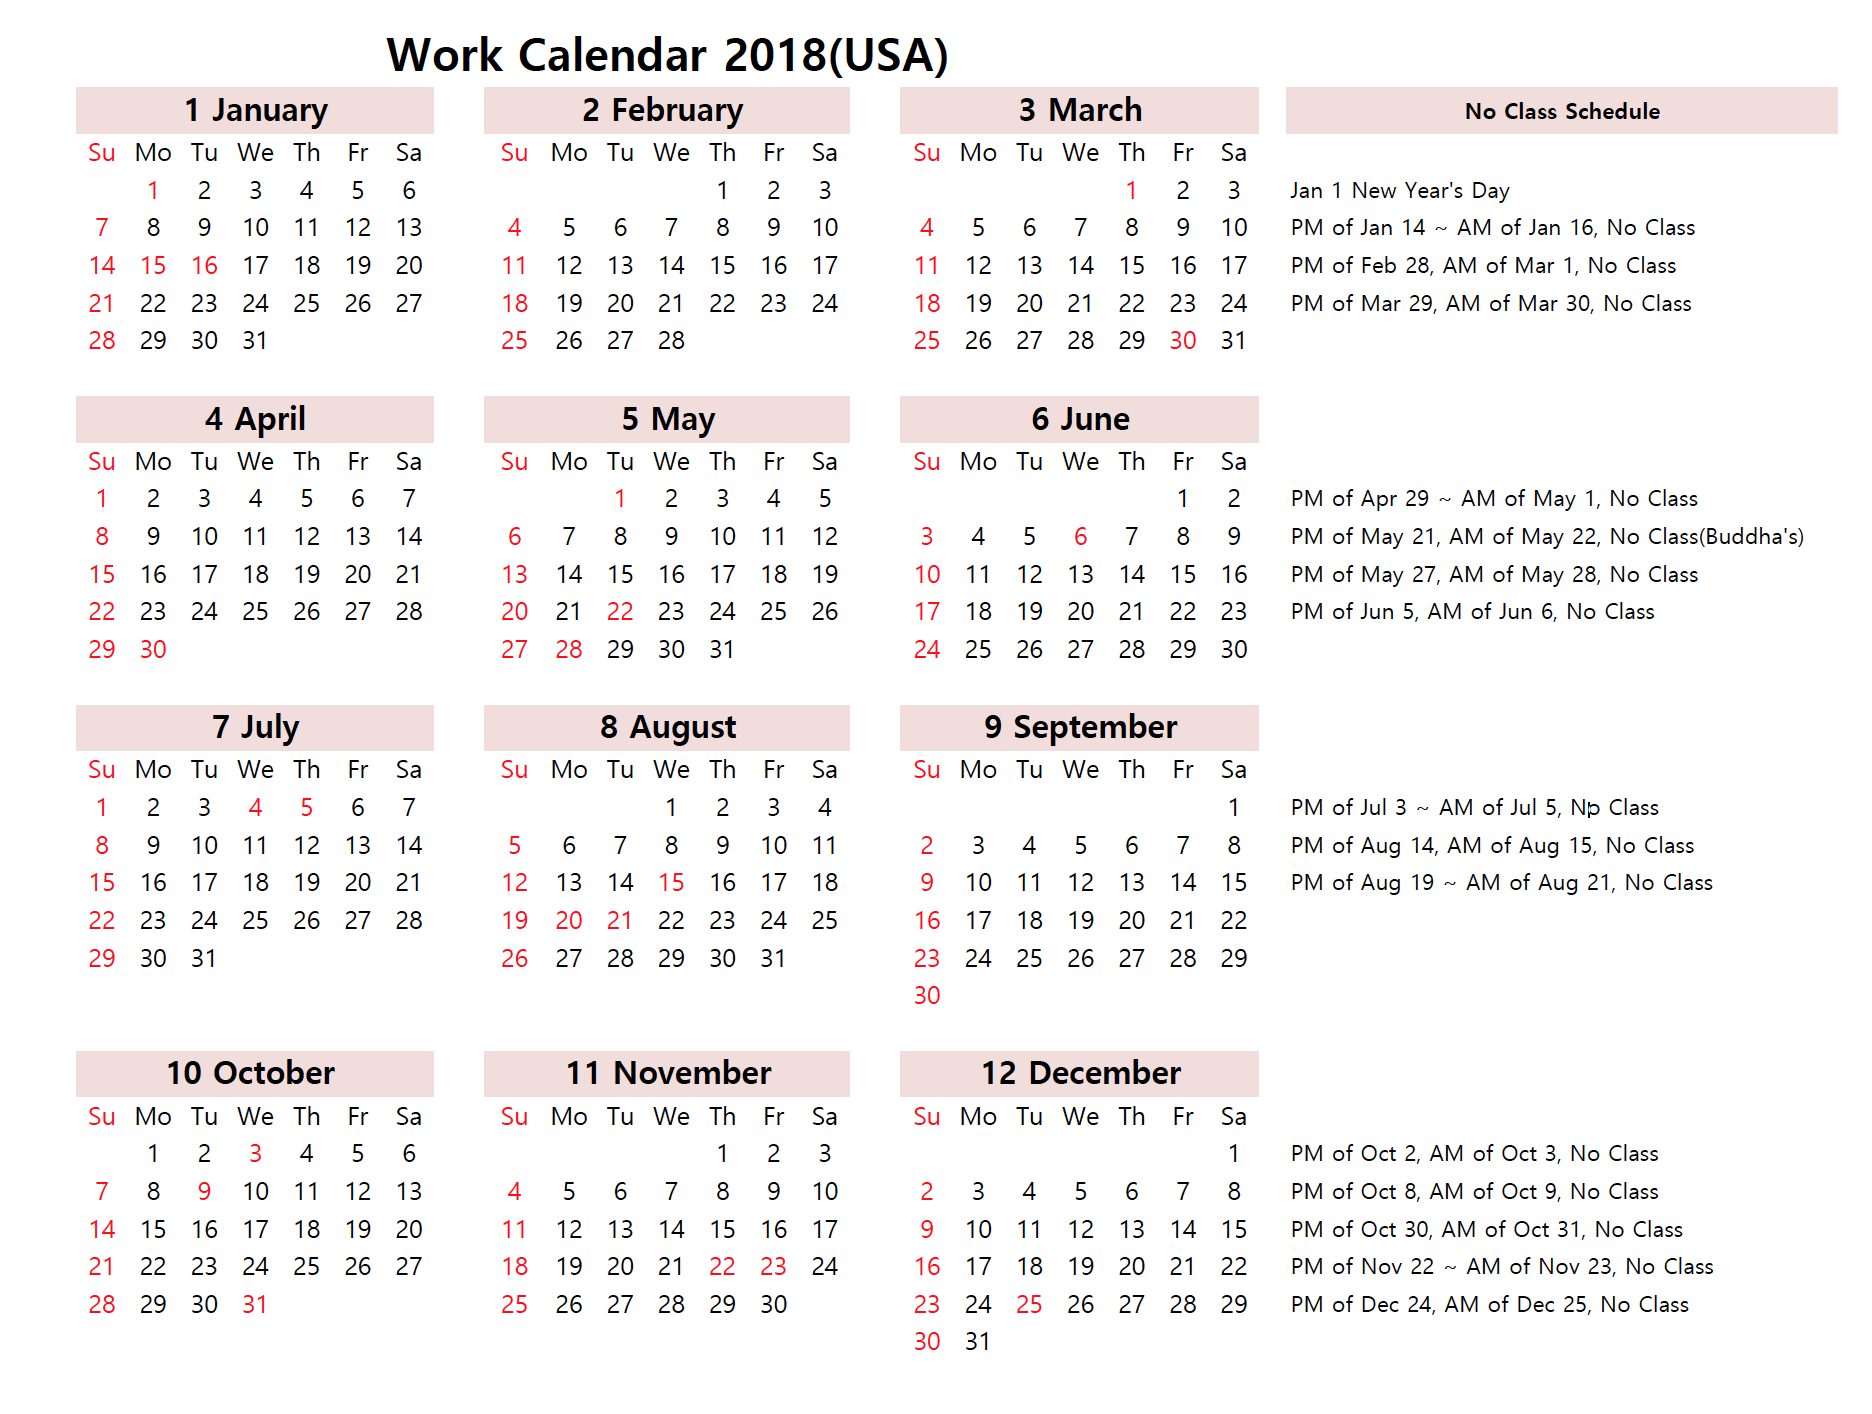 Work Calendar 2018(USA)
1 January
Su Mo Tu We Th Fr Sa
1 2 3 4 5 6
7 8 9 10 11 12 13
14 15 16 17 18 19 20
21 22 23 24 25 26 27
28 29 30 31
2 February
Su Mo Tu We Th Fr Sa
1 2 3
4 5 6 7 8 9 10
11 12 13 14 15 16 17
18 19 20 21 22 23 24
25 26 27 28
3 March
Su Mo Tu We Th Fr Sa
1 2 3
4 5 6 7 8 9 10
11 12 13 14 15 16 17
18 19 20 21 22 23 24
25 26 27 28 29 30 31
No Class Schedule
Jan 1 New Year's Day
PM of Jan 14 ~ AM of Jan 16, No Class
PM of Feb 28, AM of Mar 1, No Class
PM of Mar 29, AM of Mar 30, No Class
4 April
Su Mo Tu We Th Fr Sa
1 2 3 4 5 6 7
8 9 10 11 12 13 14
15 16 17 18 19 20 21
22 23 24 25 26 27 28
29 30
5 May
Su Mo Tu We Th Fr Sa
1 2 3 4 5
6 7 8 9 10 11 12
13 14 15 16 17 18 19
20 21 22 23 24 25 26
27 28 29 30 31
6 June
Su Mo Tu We Th Fr Sa
1 2
3 4 5 6 7 8 9
10 11 12 13 14 15 16
17 18 19 20 21 22 23
24 25 26 27 28 29 30
PM of Apr 29 ~ AM of May 1, No Class
PM of May 21, AM of May 22, No Class(Buddha's)
PM of May 27, AM of May 28, No Class
PM of Jun 5, AM of Jun 6, No Class
7 July
Su Mo Tu We Th Fr Sa
1 2 3 4 5 6 7
8 9 10 11 12 13 14
15 16 17 18 19 20 21
22 23 24 25 26 27 28
29 30 31
8 August
Su Mo Tu We Th Fr Sa
1 2 3 4
5 6 7 8 9 10 11
12 13 14 15 16 17 18
19 20 21 22 23 24 25
26 27 28 29 30 31
9 September
Su Mo Tu We Th Fr Sa
1
2 3 4 5 6 7 8
9 10 11 12 13 14 15
16 17 18 19 20 21 22
23 24 25 26 27 28 29
30
PM of Jul 3 ~ AM of Jul 5, No Class
PM of Aug 14, AM of Aug 15, No Class
PM of Aug 19 ~ AM of Aug 21, No Class
10 October
Su Mo Tu We Th Fr Sa
1 2 3 4 5 6
7 8 9 10 11 12 13
14 15 16 17 18 19 20
21 22 23 24 25 26 27
28 29 30 31
11 November
Su Mo Tu We Th Fr Sa
1 2 3
4 5 6 7 8 9 10
11 12 13 14 15 16 17
18 19 20 21 22 23 24
25 26 27 28 29 30
12 December
Su Mo Tu We Th Fr Sa
1
2 3 4 5 6 7 8
9 10 11 12 13 14 15
16 17 18 19 20 21 22
23 24 25 26 27 28 29
30 31
PM of Oct 2, AM of Oct 3, No Class
PM of Oct 8, AM of Oct 9, No Class
PM of Oct 30, AM of Oct 31, No Class
PM of Nov 22 ~ AM of Nov 23, No Class
PM of Dec 24, AM of Dec 25, No Class